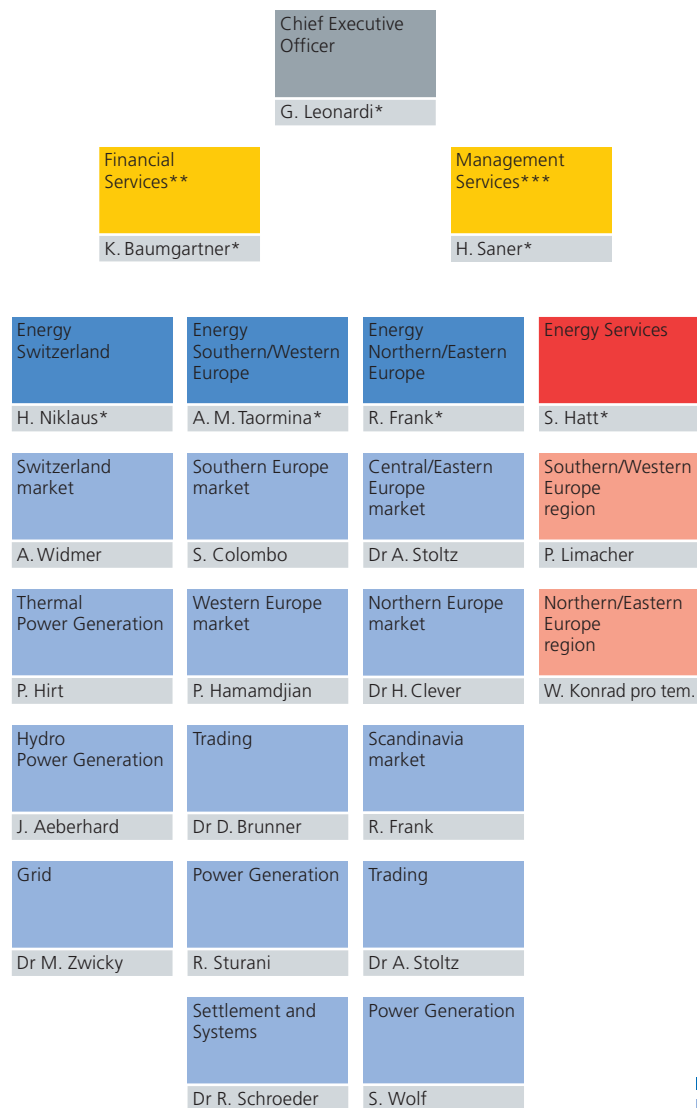 Chief Executive
Officer
G. Leonardi*
Financial
Services**
K. Baumgartner*
Management
Services***
H. Saner*
Energy
Switzerland
H. Niklaus*
Energy
Southern/Western
Europe
A. M. Taormina*
Energy
Northern/Eastern
Europe
R. Frank*
Energy Services
S. Hatt*
Switzerland
market
A. Widmer
Southern Europe
market
S. Colombo
Central/Eastern
Europe
market
Dr A. Stoltz
Southern/Western
Europe
region
P. Limacher
Thermal
Power Generation
P. Hirt
Western Europe
market
P. Hamamdjian
Northern Europe
market
Dr H. Clever
Northern/Eastern
Europe
region
W. Konrad pro tem.
Hydro
Power Generation
J. Aeberhard
Trading
Dr D. Brunner
Scandinavia
market
R. Frank
Grid
Dr M. Zwicky
Power Generation
R. Sturani
Trading
Dr A. Stoltz
Settlement and
Systems
Dr R. Schroeder
Power Generation
S. Wolf